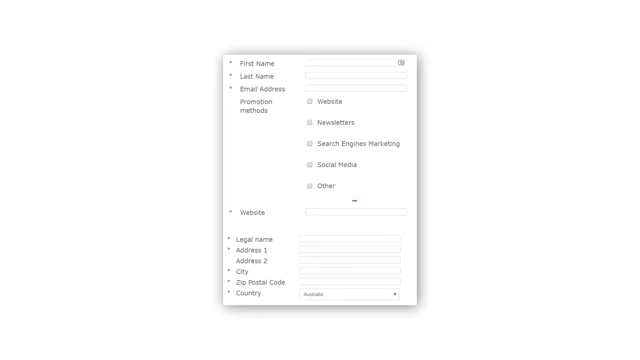 * First Name
* Last Name
* Email Address
Promotion
methods
Website
Newsletters
Search Engines Marketing
Social Media
Other
* Website
* Legal name
* Address 1
Address 2
* City
* Zip Postal Code
* Country
Australia